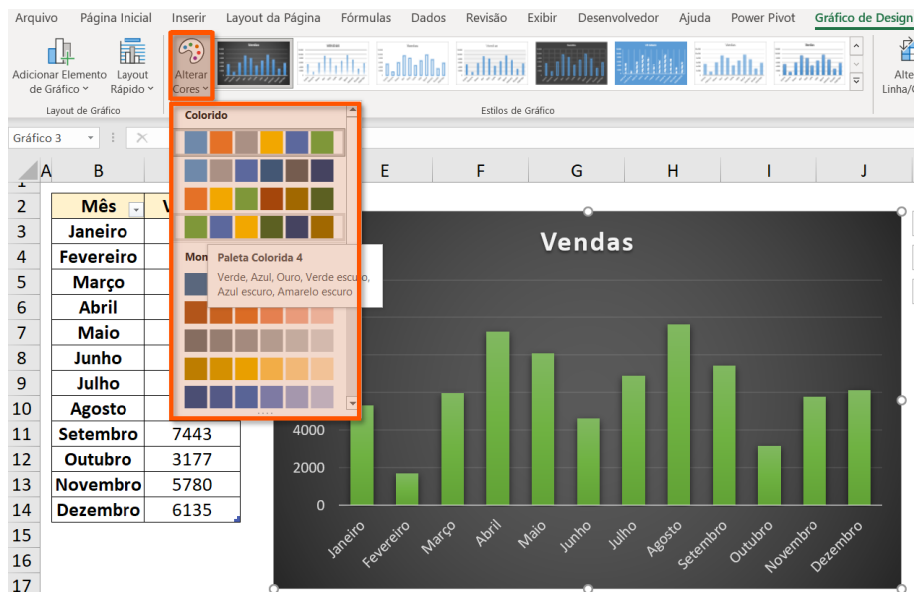 Arquivo Página Inicial Inserir Layout da Página Fórmulas Dados Revisão Exibir Desenvolvedor Ajuda Power Pivot Gráfico de Design
Adicionar Elemento de Gráfico
Layout Rápido
Alterar Cores
Layout de Gráfico
Estilos de Gráfico
Gráfico 3
Colorido
Paleta Colorida 4
Verde, Azul, Ouro, Verde escuro,
Azul escuro, Amarelo escuro
A B E F G H I J
2 Mês
3 Janeiro
4 Fevereiro
5 Março
6 Abril
7 Maio
8 Junho
9 Julho
10 Agosto
11 Setembro 7443
12 Outubro 3177
13 Novembro 5780
14 Dezembro 6135
15
16
17
Vendas
4000
2000
0
Janeiro Fevereiro Março Abril Maio Junho Julho Agosto Setembro Outubro Novembro Dezembro